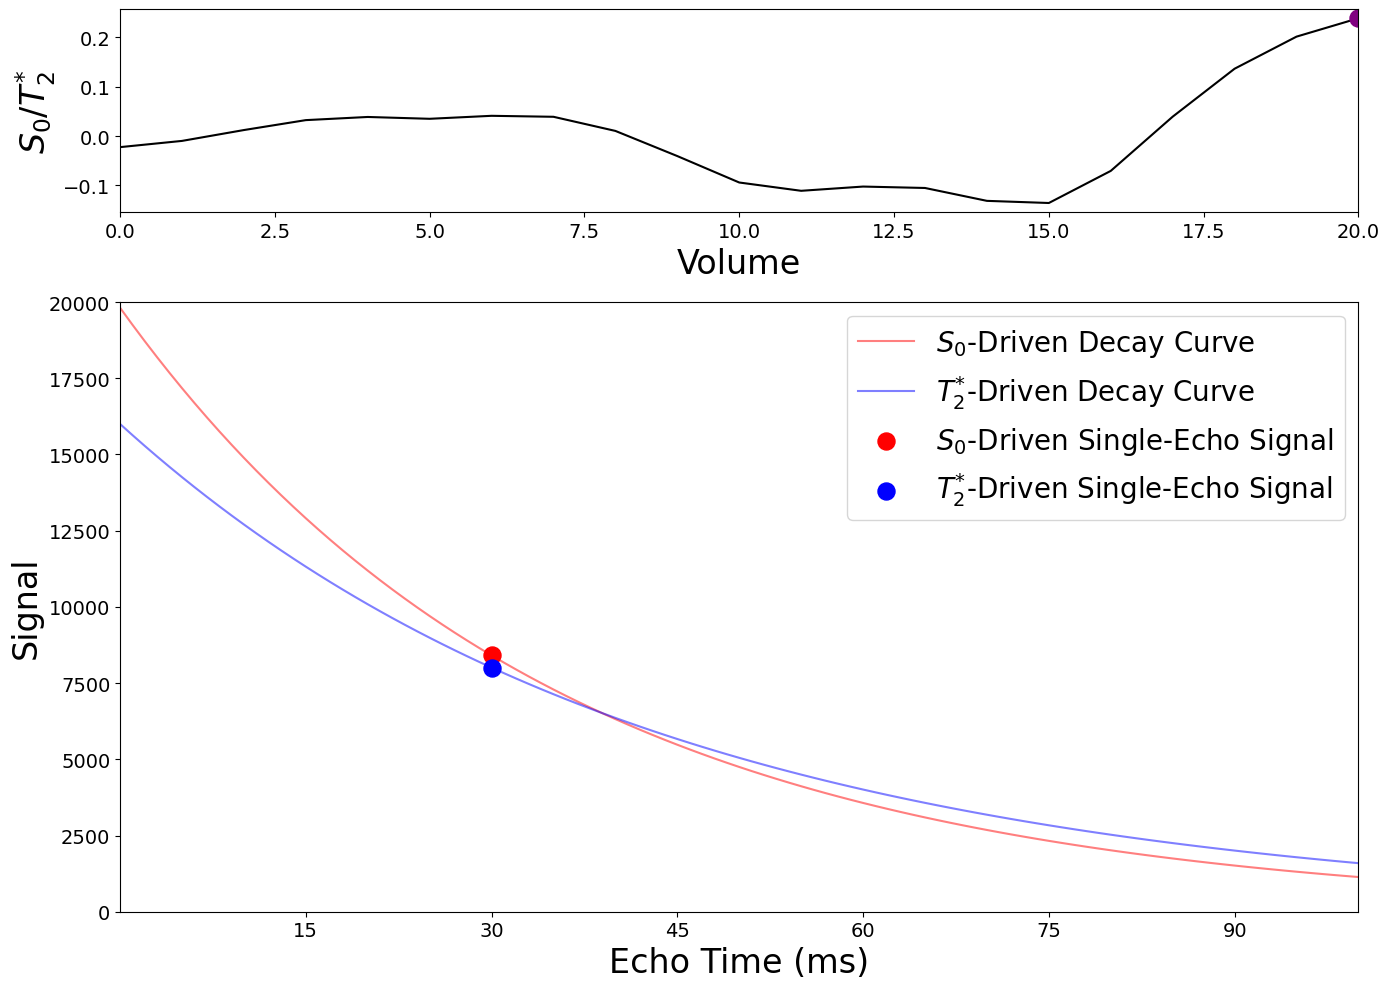 S₀/T₂*
0.2
0.1
0.0
−0.1
0.0 2.5 5.0 7.5 10.0 12.5 15.0 17.5 20.0
Volume
20000
17500
15000
12500
10000
7500
5000
2500
0
Signal
S₀-Driven Decay Curve
T₂*-Driven Decay Curve
S₀-Driven Single-Echo Signal
T₂*-Driven Single-Echo Signal
15 30 45 60 75 90
Echo Time (ms)